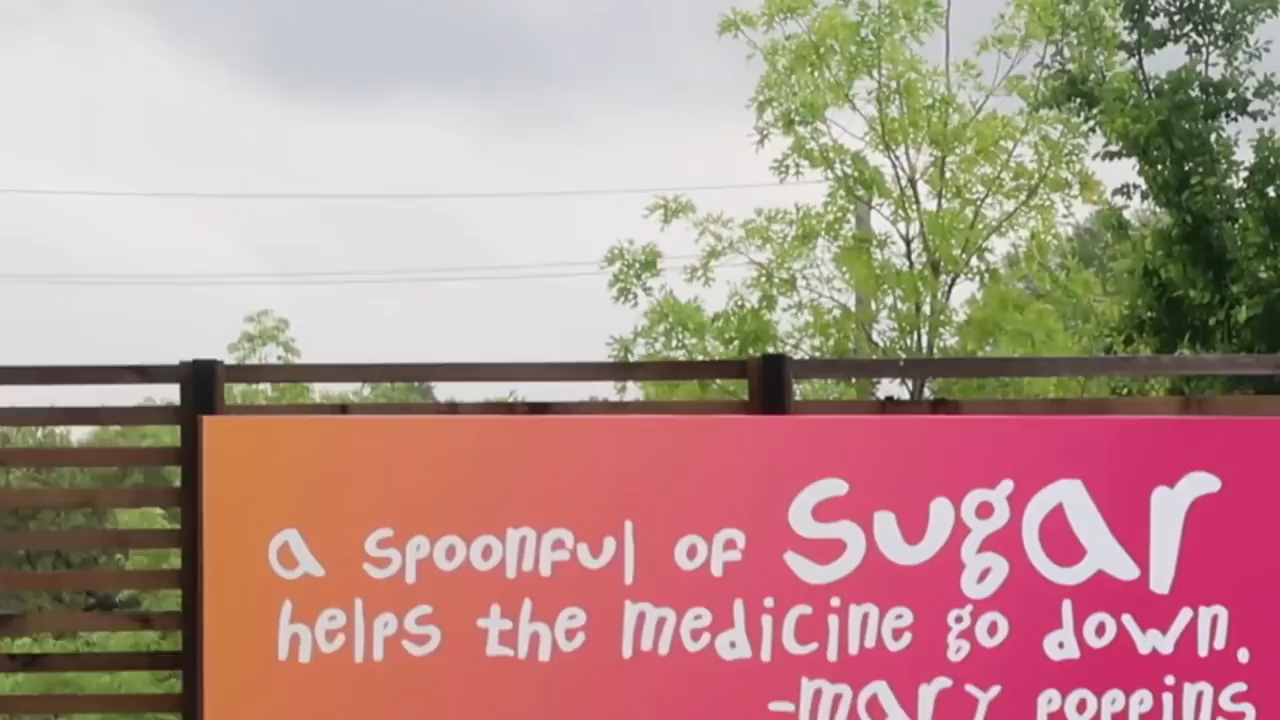 a spoonful of sugar
helps the medicine go down.
-mary poppins